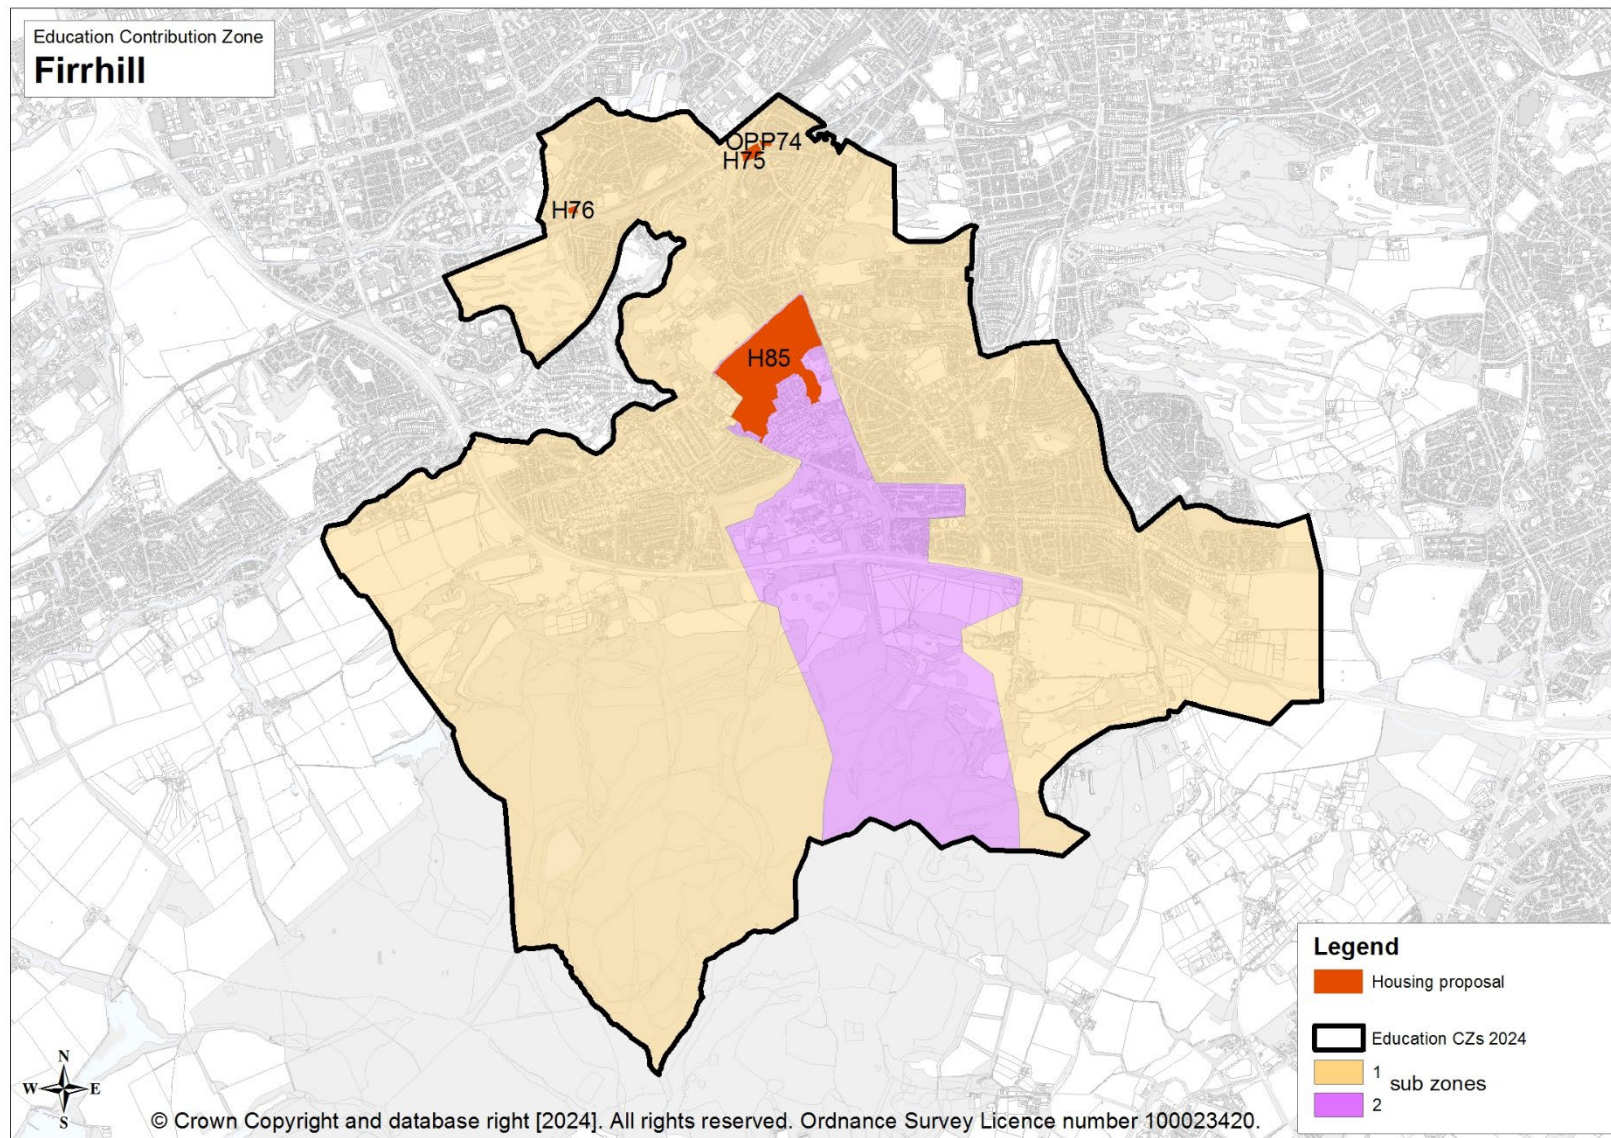 Education Contribution Zone
Firrhill
OPP74
H75
H76
H85
Legend
Housing proposal
Education CZs 2024
1
sub zones
2
N
W
E
S
© Crown Copyright and database right [2024]. All rights reserved. Ordnance Survey Licence number 100023420.